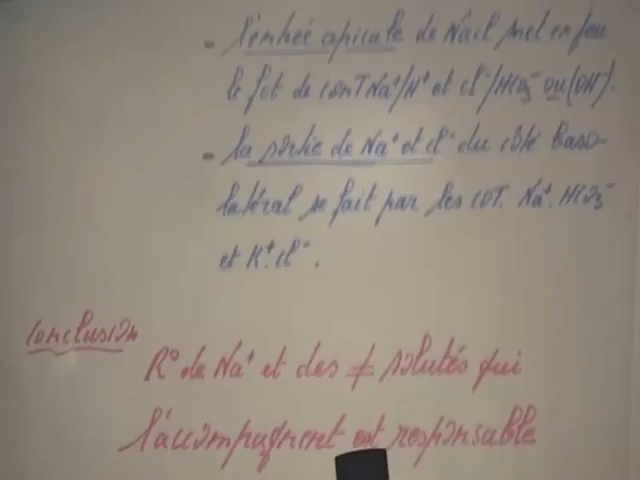 - l'entrée apicale de NaCl met en jeu
le fct de conT Na⁺/H⁺ et Cl⁻/HCO₃⁻ ou (OH⁻).
- la sortie de Na⁺ et Cl⁻ du côté baso-
latéral se fait par les COT. Na⁺. HCO₃⁻
et K⁺. Cl⁻.
Conclusion
R° de Na⁺ et des ≠ solutés qui
l'accompagnent est responsable